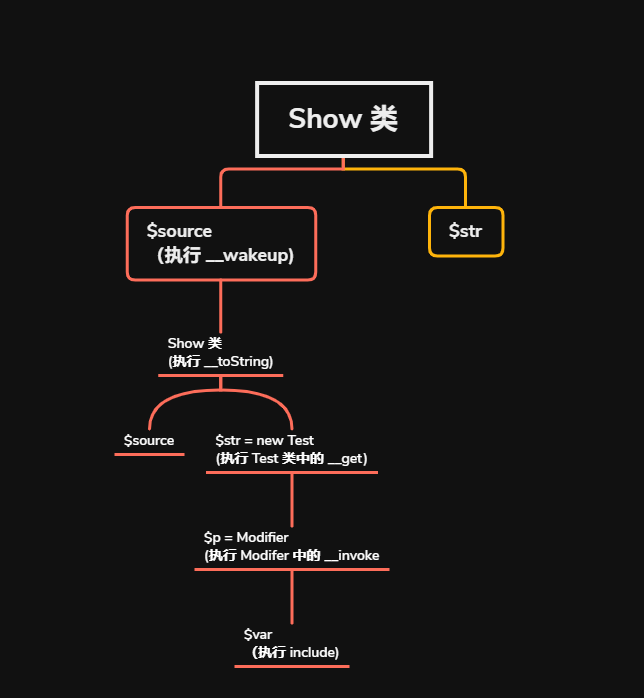 Show 类
$source
(执行 __wakeup)
$str
Show 类
(执行 __toString)
$source
$str = new Test
(执行 Test 类中的 __get)
$p = Modifier
(执行 Modifer 中的 __invoke
$var
(执行 include)